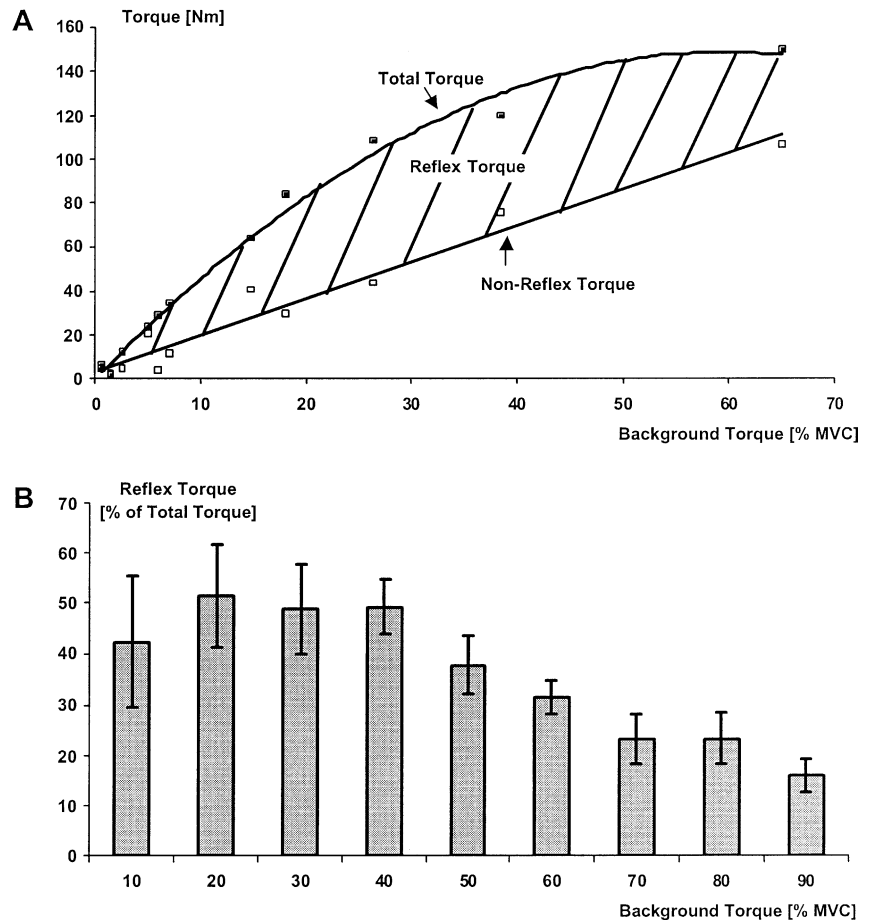 A
Torque [Nm]
160
140
120
100
80
60
40
20
0
Total Torque
Reflex Torque
Non-Reflex Torque
0 10 20 30 40 50 60 70
Background Torque [% MVC]
B
Reflex Torque
[% of Total Torque]
70
60
50
40
30
20
10
0
10 20 30 40 50 60 70 80 90
Background Torque [% MVC]